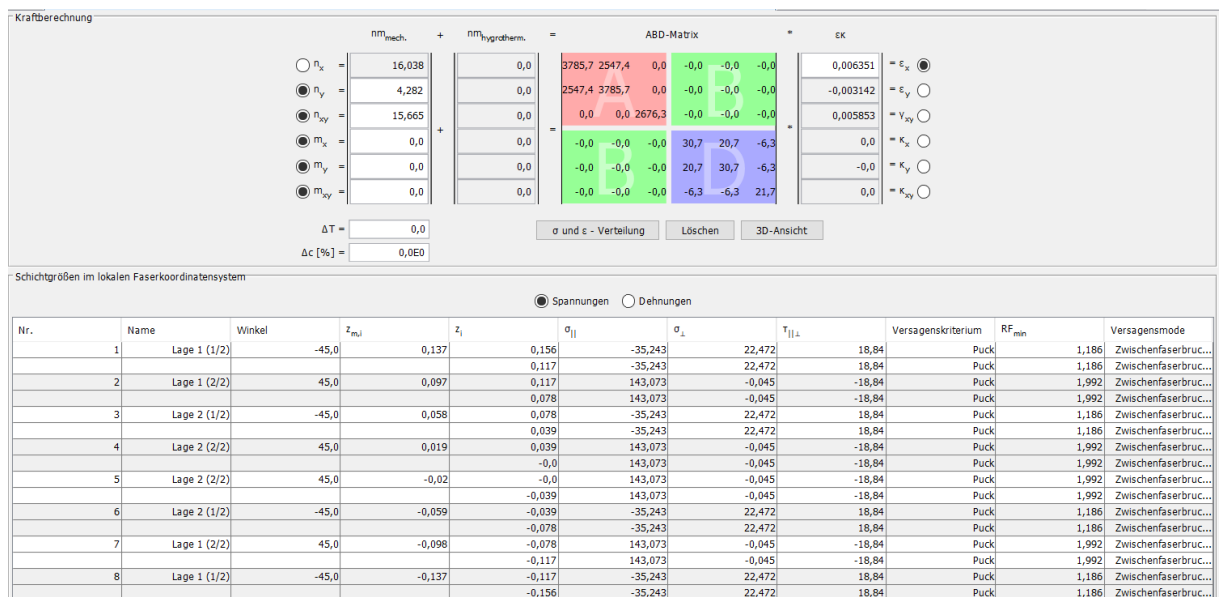 Kraftberechnung
nm mech. + nm hygrotherm. = ABD-Matrix * εκ
n x = 16,038 0,0 3785,7 2547,4 0,0 -0,0 -0,0 -0,0 0,006351 = ε x
n y = 4,282 0,0 2547,4 3785,7 0,0 -0,0 -0,0 -0,0 -0,003142 = ε y
n xy = 15,665 0,0 0,0 0,0 2676,3 -0,0 -0,0 -0,0 0,005853 = γ xy
A B
+ = *
m x = 0,0 0,0 -0,0 -0,0 -0,0 30,7 20,7 -6,3 0,0 = κ x
m y = 0,0 0,0 -0,0 -0,0 -0,0 20,7 30,7 -6,3 -0,0 = κ y
m xy = 0,0 0,0 -0,0 -0,0 -0,0 -6,3 -6,3 21,7 0,0 = κ xy
B D
ΔT = 0,0 σ und ε - Verteilung Löschen 3D-Ansicht
Δc [%] = 0,0E0
Schichtgrößen im lokalen Faserkoordinatensystem
Spannungen Dehnungen
Nr. Name Winkel z m,i z i σ || σ ⊥ τ ||⊥ Versagenskriterium RF min Versagensmode
1 Lage 1 (1/2) -45,0 0,137 0,156 -35,243 22,472 18,84 Puck 1,186 Zwischenfaserbruc...
0,117 -35,243 22,472 18,84 Puck 1,186 Zwischenfaserbruc...
2 Lage 1 (2/2) 45,0 0,097 0,117 143,073 -0,045 -18,84 Puck 1,992 Zwischenfaserbruc...
0,078 143,073 -0,045 -18,84 Puck 1,992 Zwischenfaserbruc...
3 Lage 2 (1/2) -45,0 0,058 0,078 -35,243 22,472 18,84 Puck 1,186 Zwischenfaserbruc...
0,039 -35,243 22,472 18,84 Puck 1,186 Zwischenfaserbruc...
4 Lage 2 (2/2) 45,0 0,019 0,039 143,073 -0,045 -18,84 Puck 1,992 Zwischenfaserbruc...
-0,0 143,073 -0,045 -18,84 Puck 1,992 Zwischenfaserbruc...
5 Lage 2 (2/2) 45,0 -0,02 -0,0 143,073 -0,045 -18,84 Puck 1,992 Zwischenfaserbruc...
-0,039 143,073 -0,045 -18,84 Puck 1,992 Zwischenfaserbruc...
6 Lage 2 (1/2) -45,0 -0,059 -0,039 -35,243 22,472 18,84 Puck 1,186 Zwischenfaserbruc...
-0,078 -35,243 22,472 18,84 Puck 1,186 Zwischenfaserbruc...
7 Lage 1 (2/2) 45,0 -0,098 -0,078 143,073 -0,045 -18,84 Puck 1,992 Zwischenfaserbruc...
-0,117 143,073 -0,045 -18,84 Puck 1,992 Zwischenfaserbruc...
8 Lage 1 (1/2) -45,0 -0,137 -0,117 -35,243 22,472 18,84 Puck 1,186 Zwischenfaserbruc...
-0,156 -35,243 22,472 18,84 Puck 1,186 Zwischenfaserbruc...